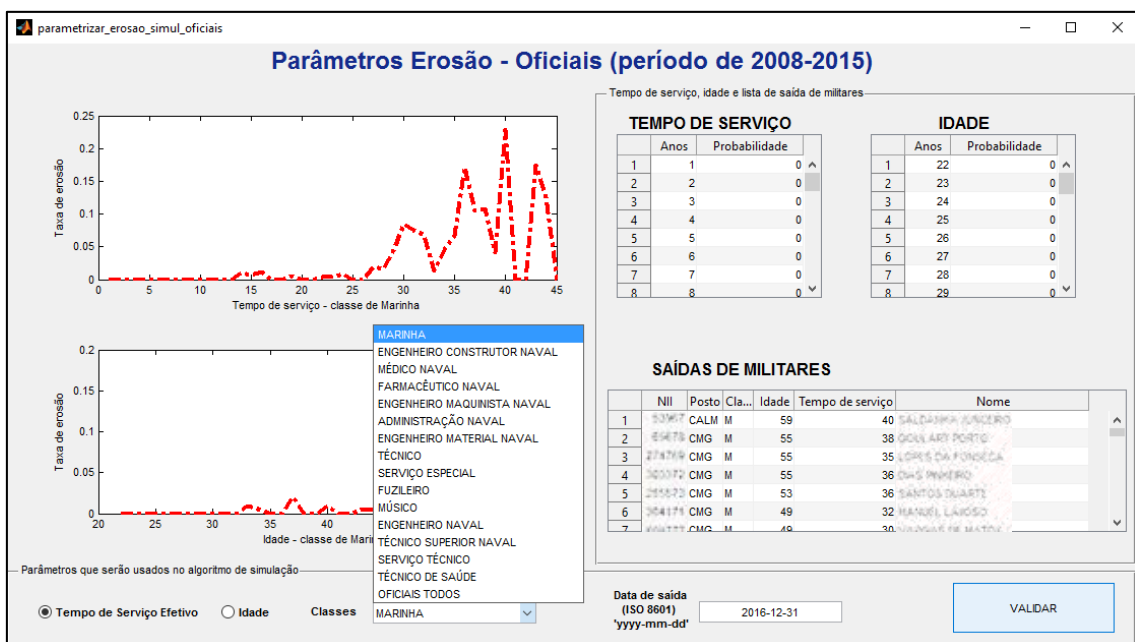 parametrizar_erosao_simul_oficiais
Parâmetros Erosão - Oficiais (período de 2008-2015)
Taxa de erosão
0.25
0.2
0.15
0.1
0.05
0
0 5 10 15 20 25 30 35 40 45
Tempo de serviço - classe de Marinha
Taxa de erosão
0.2
0.15
0.1
0.05
0
20 25 30 35 40
Idade - classe de Mari
MARINHA
ENGENHEIRO CONSTRUTOR NAVAL
MÉDICO NAVAL
FARMACÊUTICO NAVAL
ENGENHEIRO MAQUINISTA NAVAL
ADMINISTRAÇÃO NAVAL
ENGENHEIRO MATERIAL NAVAL
TÉCNICO
SERVIÇO ESPECIAL
FUZILEIRO
MÚSICO
ENGENHEIRO NAVAL
TÉCNICO SUPERIOR NAVAL
SERVIÇO TÉCNICO
TÉCNICO DE SAÚDE
OFICIAIS TODOS
Tempo de serviço, idade e lista de saída de militares
TEMPO DE SERVIÇO
Anos Probabilidade
1 1 0
2 2 0
3 3 0
4 4 0
5 5 0
6 6 0
7 7 0
8 8 0
IDADE
Anos Probabilidade
1 22 0
2 23 0
3 24 0
4 25 0
5 26 0
6 27 0
7 28 0
8 29 0
SAÍDAS DE MILITARES
NII Posto Cla... Idade Tempo de serviço Nome
1 CALM M 59 40
2 CMG M 55 38
3 CMG M 55 35
4 CMG M 55 36
5 CMG M 53 36
6 CMG M 49 32
7 CMG M 49 30
Parâmetros que serão usados no algoritmo de simulação
Tempo de Serviço Efetivo Idade Classes MARINHA
Data de saída
(ISO 8601)
'yyyy-mm-dd'
2016-12-31
VALIDAR